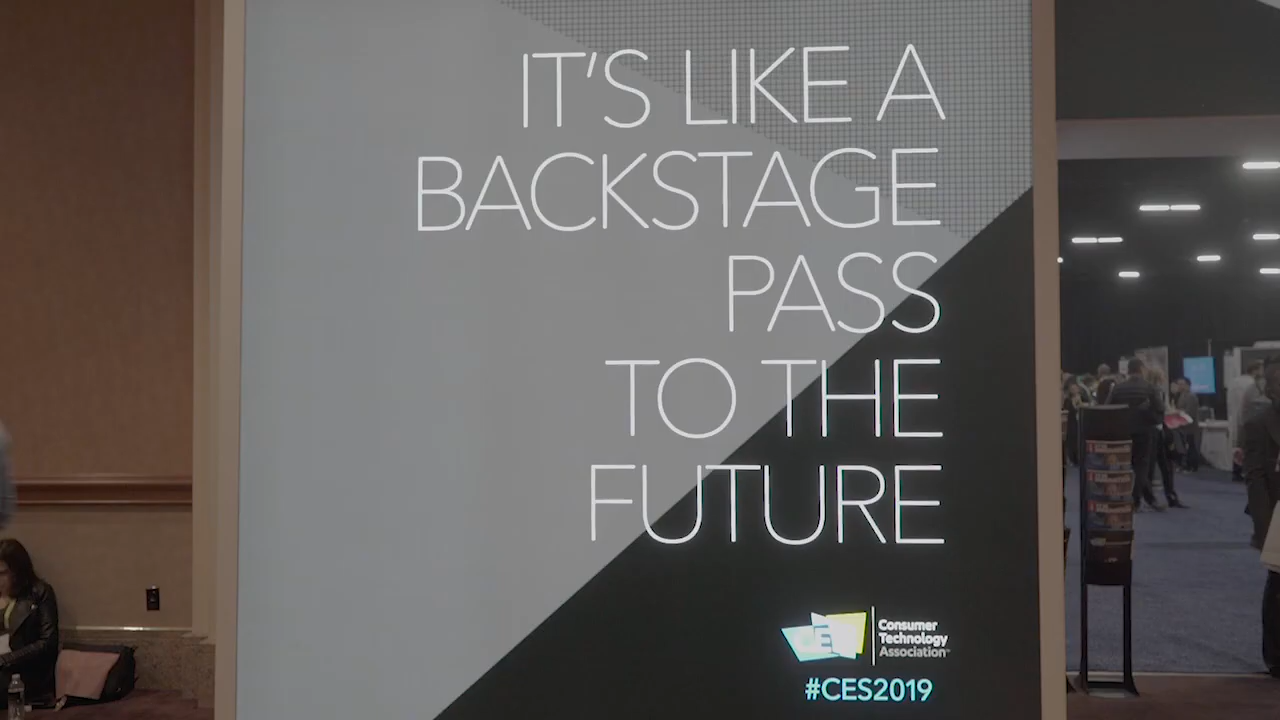 IT'S LIKE A
BACKSTAGE
PASS
TO THE
FUTURE
CES
Consumer
Technology
Association
#CES2019